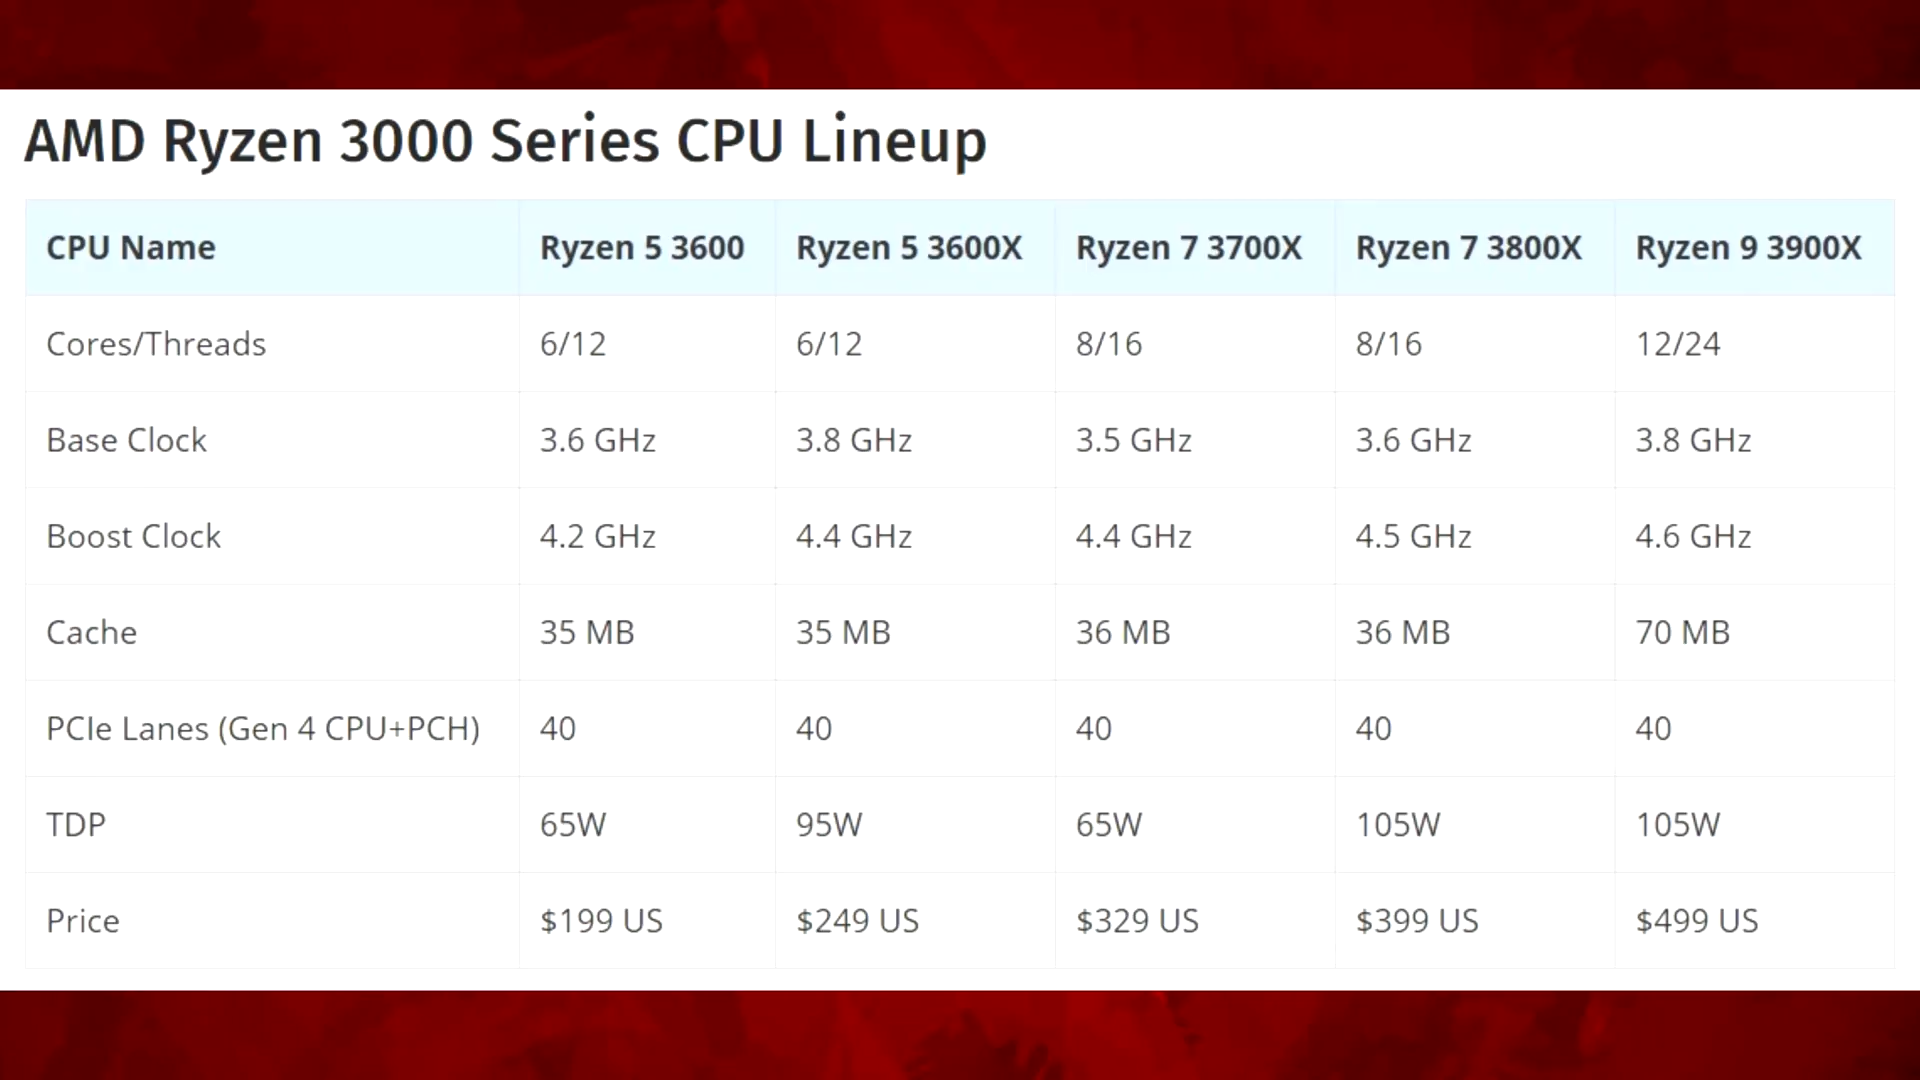 AMD Ryzen 3000 Series CPU Lineup
CPU Name Ryzen 5 3600 Ryzen 5 3600X Ryzen 7 3700X Ryzen 7 3800X Ryzen 9 3900X
Cores/Threads 6/12 6/12 8/16 8/16 12/24
Base Clock 3.6 GHz 3.8 GHz 3.5 GHz 3.6 GHz 3.8 GHz
Boost Clock 4.2 GHz 4.4 GHz 4.4 GHz 4.5 GHz 4.6 GHz
Cache 35 MB 35 MB 36 MB 36 MB 70 MB
PCIe Lanes (Gen 4 CPU+PCH) 40 40 40 40 40
TDP 65W 95W 65W 105W 105W
Price $199 US $249 US $329 US $399 US $499 US